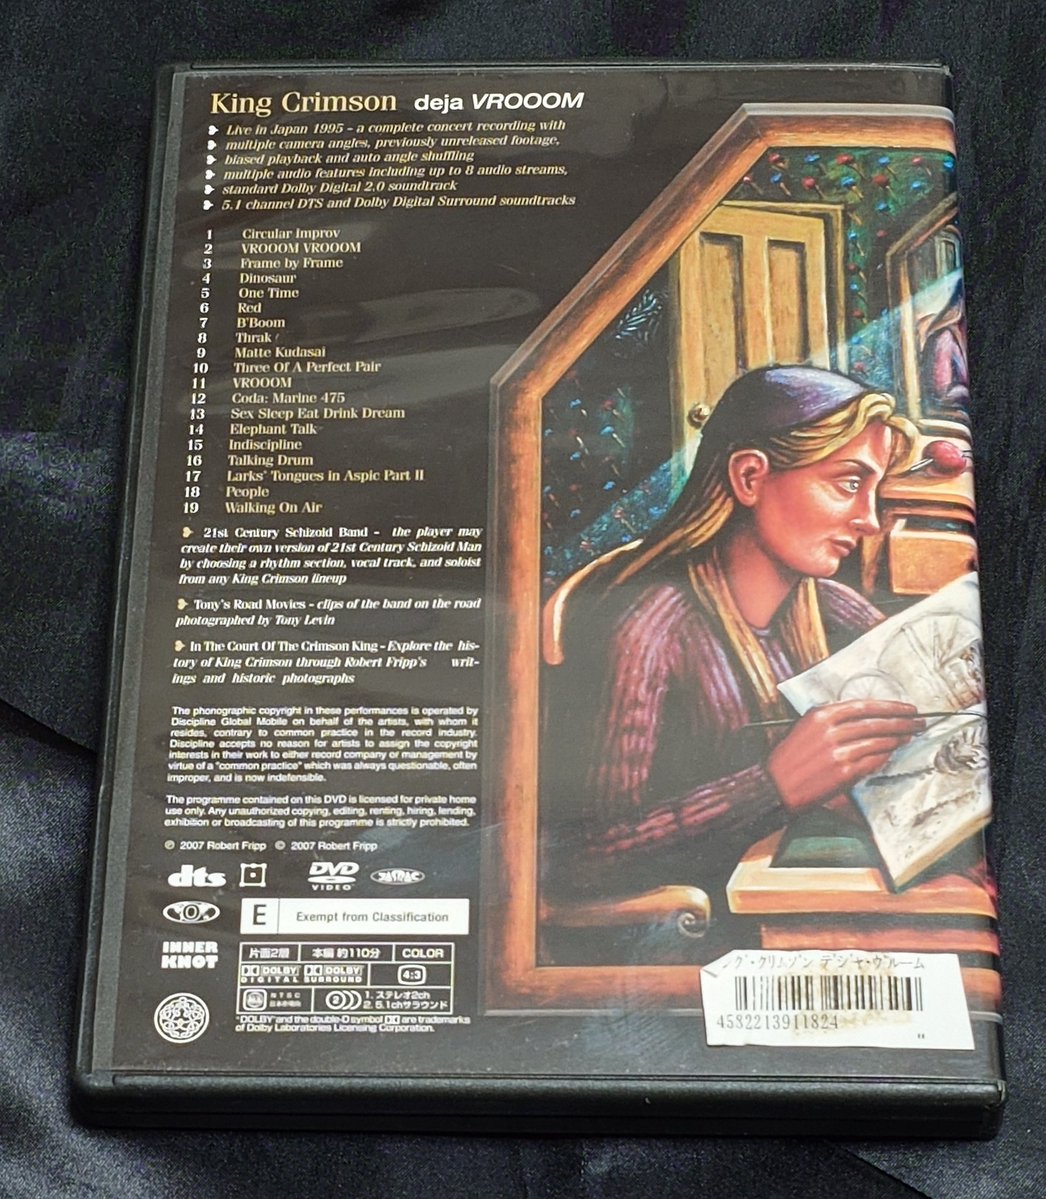 King Crimson deja VROOOM
Live in Japan 1995 - a complete concert recording with
multiple camera angles, previously unreleased footage,
biased playback and auto angle shuffling
multiple audio features including up to 8 audio streams,
standard Dolby Digital 2.0 soundtrack
5.1 channel DTS and Dolby Digital Surround soundtracks
1 Circular Improv
2 VROOOM VROOOM
3 Frame by Frame
4 Dinosaur
5 One Time
6 Red
7 B'Boom
8 Thrak
9 Matte Kudasai
10 Three Of A Perfect Pair
11 VROOOM
12 Coda: Marine 475
13 Sex Sleep Eat Drink Dream
14 Elephant Talk
15 Indiscipline
16 Talking Drum
17 Larks' Tongues in Aspic Part II
18 People
19 Walking On Air
21st Century Schizoid Band - the player may
create their own version of 21st Century Schizoid Man
by choosing a rhythm section, vocal track, and soloist
from any King Crimson lineup
Tony's Road Movies - clips of the band on the road
photographed by Tony Levin
In The Court Of The Crimson King - Explore the his-
tory of King Crimson through Robert Fripp's writ-
ings and historic photographs
The phonographic copyright in these performances is operated by
Discipline Global Mobile on behalf of the artists, with whom it
resides, contrary to common practice in the record industry.
Discipline accepts no reason for artists to assign the copyright
interests in their work to either record company or management by
virtue of a "common practice" which was always questionable, often
improper, and is now indefensible.
The programme contained on this DVD is licensed for private home
use only. Any unauthorized copying, editing, renting, hiring, lending,
exhibition or broadcasting of this programme is strictly prohibited.
℗ 2007 Robert Fripp © 2007 Robert Fripp
dts DVD VIDEO JASRAC
E Exempt from Classification
INNER
KNOT
片面2層 本編 約110分 COLOR
DOLBY DIGITAL DOLBY SURROUND 4:3
NTSC 日本市場向 1. ステレオ2ch
2. 5.1chサラウンド
"DOLBY" and the double-D symbol are trademarks
of Dolby Laboratories Licensing Corporation.
ング・クリムゾン デジャ・ヴルーム
4582213911824